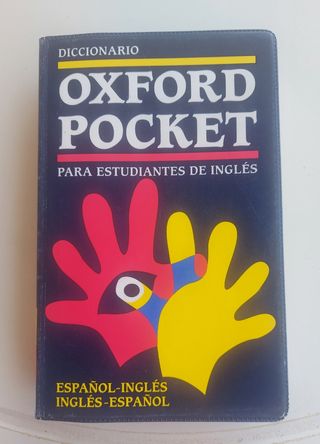 DICCIONARIO
OXFORD
POCKET
PARA ESTUDIANTES DE INGLÉS
ESPAÑOL-INGLÉS
INGLÉS-ESPAÑOL